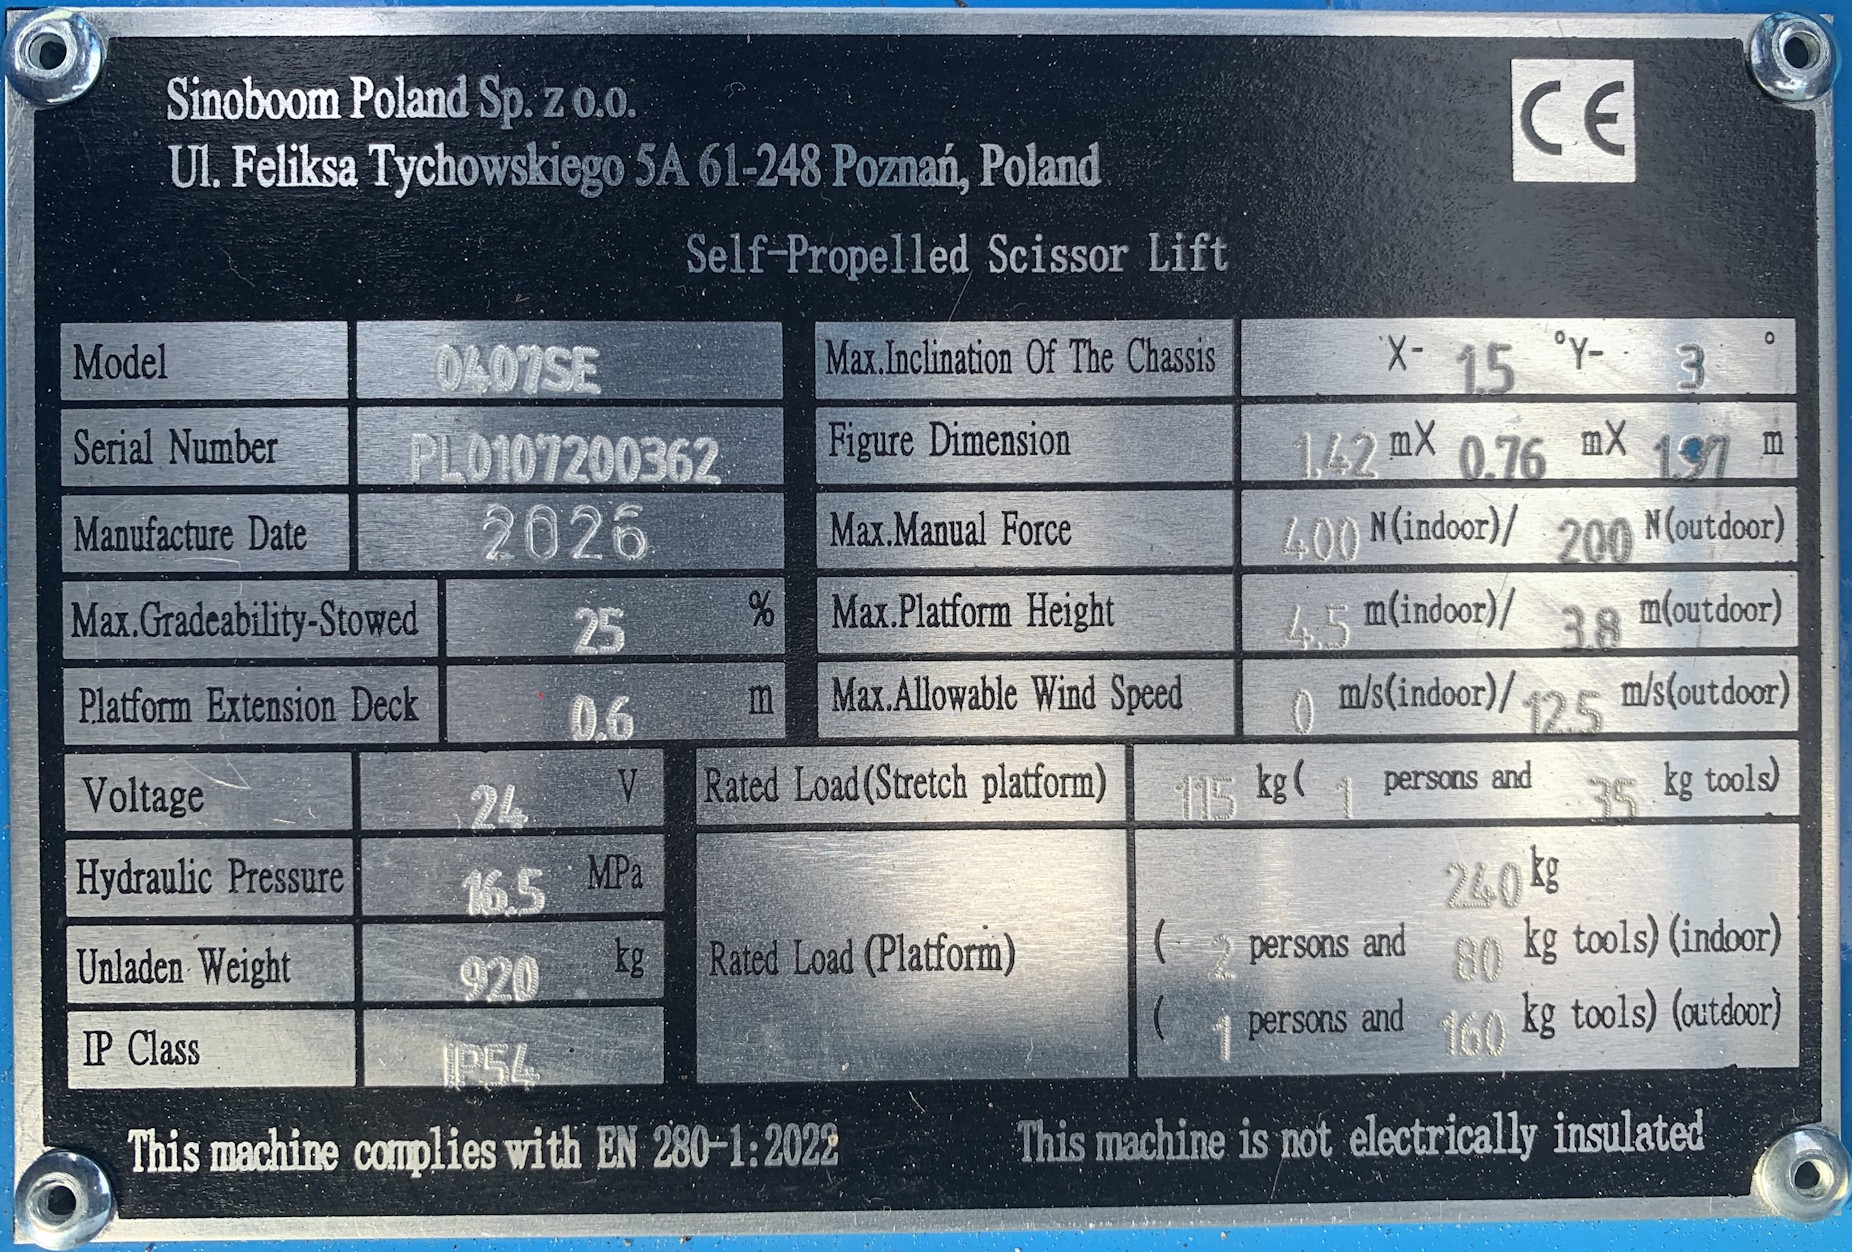 Sinoboom Poland Sp. z o.o.
CE
Ul. Feliksa Tychowskiego 5A 61-248 Poznań, Poland
Self-Propelled Scissor Lift
Model 0407SE
Serial Number PL0107200362
Manufacture Date 2026
Max.Gradeability-Stowed 25 %
Platform Extension Deck 0.6 m
Max.Inclination Of The Chassis X- 1.5 °Y- 3 °
Figure Dimension 1.42 mX 0.76 mX 1.97 m
Max.Manual Force 400 N(indoor)/ 200 N(outdoor)
Max.Platform Height 4.5 m(indoor)/ 3.8 m(outdoor)
Max.Allowable Wind Speed 0 m/s(indoor)/ 12.5 m/s(outdoor)
Voltage 24 V
Hydraulic Pressure 16.5 MPa
Unladen Weight 920 kg
IP Class IP54
Rated Load(Stretch platform) 115 kg( 1 persons and 35 kg tools)
Rated Load(Platform)
240 kg
( 2 persons and 80 kg tools)(indoor)
( 1 persons and 160 kg tools)(outdoor)
This machine complies with EN 280-1:2022
This machine is not electrically insulated